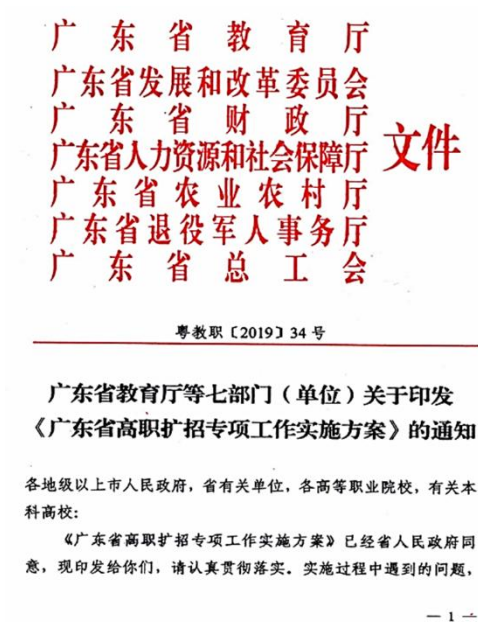 广东省教育厅
广东省发展和改革委员会
广东省财政厅
广东省人力资源和社会保障厅
广东省农业农村厅
广东省退役军人事务厅
广东省总工会
文件
粤教职〔2019〕34号
广东省教育厅等七部门（单位）关于印发
《广东省高职扩招专项工作实施方案》的通知
各地级以上市人民政府，省有关单位，各高等职业院校，有关本
科高校：
《广东省高职扩招专项工作实施方案》已经省人民政府同
意，现印发给你们，请认真贯彻落实。实施过程中遇到的问题，
— 1 —